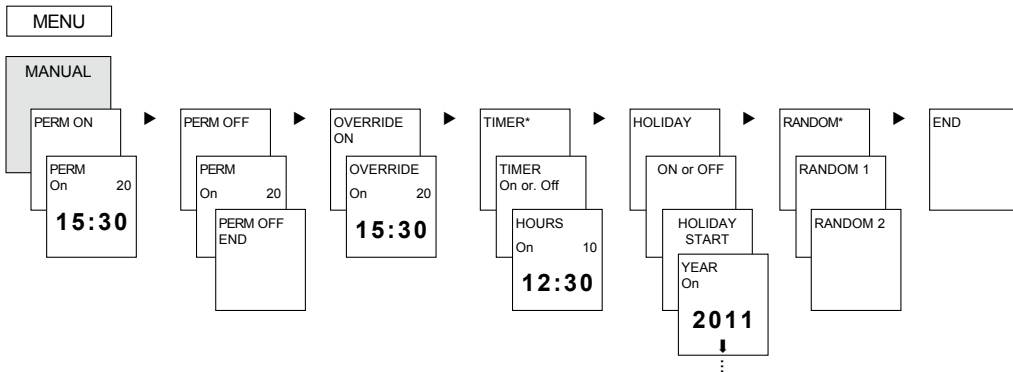 MENU
MANUAL
PERM ON
PERM
On 20
15:30
PERM OFF
PERM
On 20
PERM OFF
END
OVERRIDE
ON
OVERRIDE
On 20
15:30
TIMER*
TIMER
On or. Off
HOURS
On 10
12:30
HOLIDAY
ON or OFF
HOLIDAY
START
YEAR
On
2011
RANDOM*
RANDOM 1
RANDOM 2
END